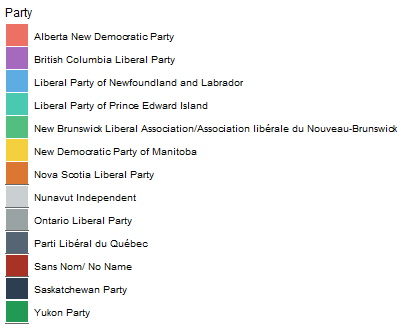 Party
Alberta New Democratic Party
British Columbia Liberal Party
Liberal Party of Newfoundland and Labrador
Liberal Party of Prince Edward Island
New Brunswick Liberal Association/Association libérale du Nouveau-Brunswick
New Democratic Party of Manitoba
Nova Scotia Liberal Party
Nunavut Independent
Ontario Liberal Party
Parti Libéral du Québec
Sans Nom/ No Name
Saskatchewan Party
Yukon Party